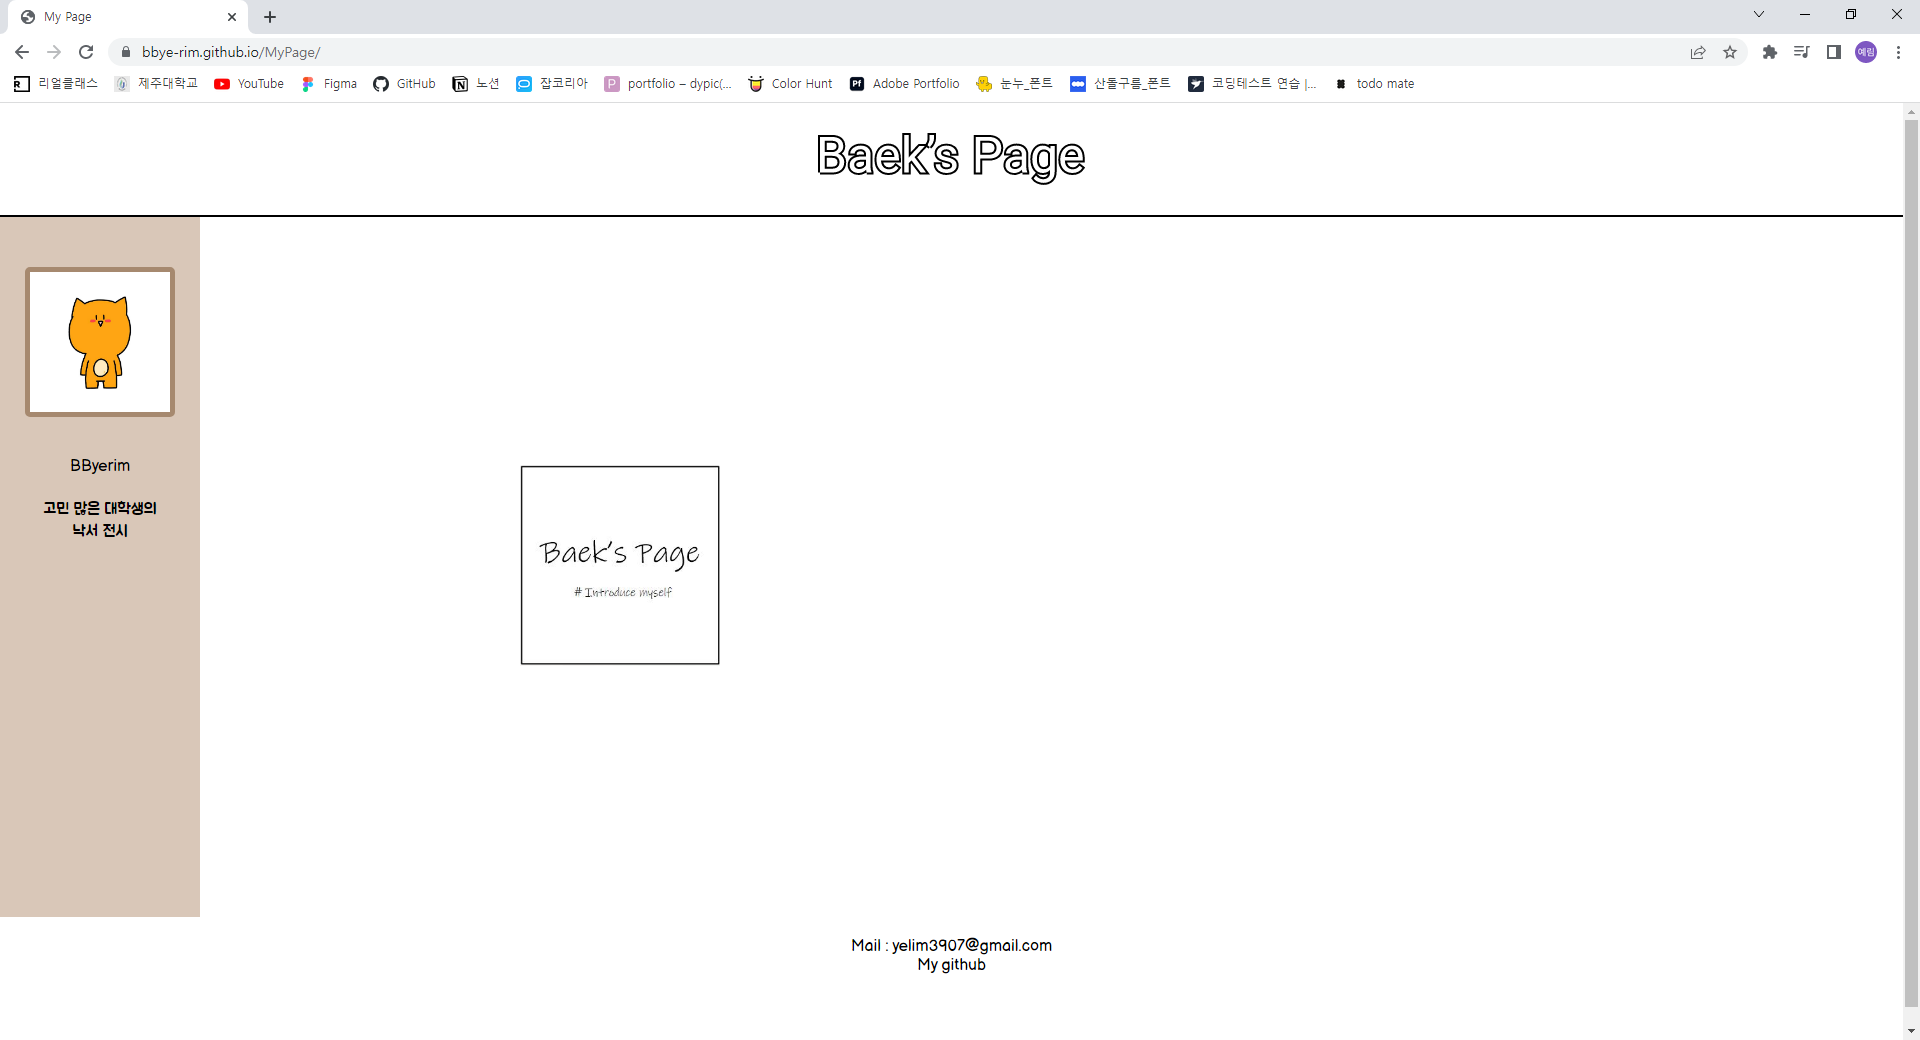 My Page
bbye-rim.github.io/MyPage/
예림
리얼클래스 제주대학교 YouTube Figma GitHub 노션 잡코리아 portfolio – dypic(... Color Hunt Adobe Portfolio 눈누_폰트 산돌구름_폰트 코딩테스트 연습 |... todo mate
Baek's Page
BByerim
고민 많은 대학생의
낙서 전시
Baek's Page
# Introduce myself
Mail : yelim3907@gmail.com
My github